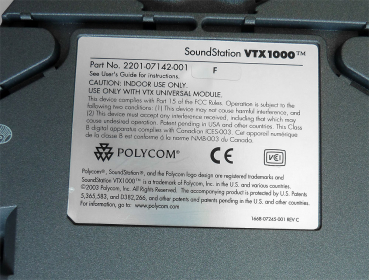 SoundStation VTX1000™
Part No. 2201-07142-001 F
See User's Guide for instructions.
CAUTION: INDOOR USE ONLY.
USE ONLY WITH VTX UNIVERSAL MODULE.
This device complies with Part 15 of the FCC Rules. Operation is subject to the
following two conditions: (1) This device may not cause harmful interference, and
(2) This device must accept any interference received, including that may
cause undesired operation. Patent pending in USA and other countries. This Class
B digital apparatus complies with Canadian ICES-003. Cet appareil numérique
de la classe B est conforme à la norme NMB-003 du Canada.
POLYCOM® CE VCI
Polycom®, SoundStation®, and the Polycom logo design are registered trademarks and
SoundStation VTX1000™ is a trademark of Polycom, Inc. in the U.S. and various countries.
©2003 Polycom, Inc. All Rights Reserved. The accompanying product is protected by U.S. Patents
5,365,583, and D382,266, and other patents and patents pending in the U.S. and other countries.
For information, go to: www.polycom.com
1668-07245-001 REV C